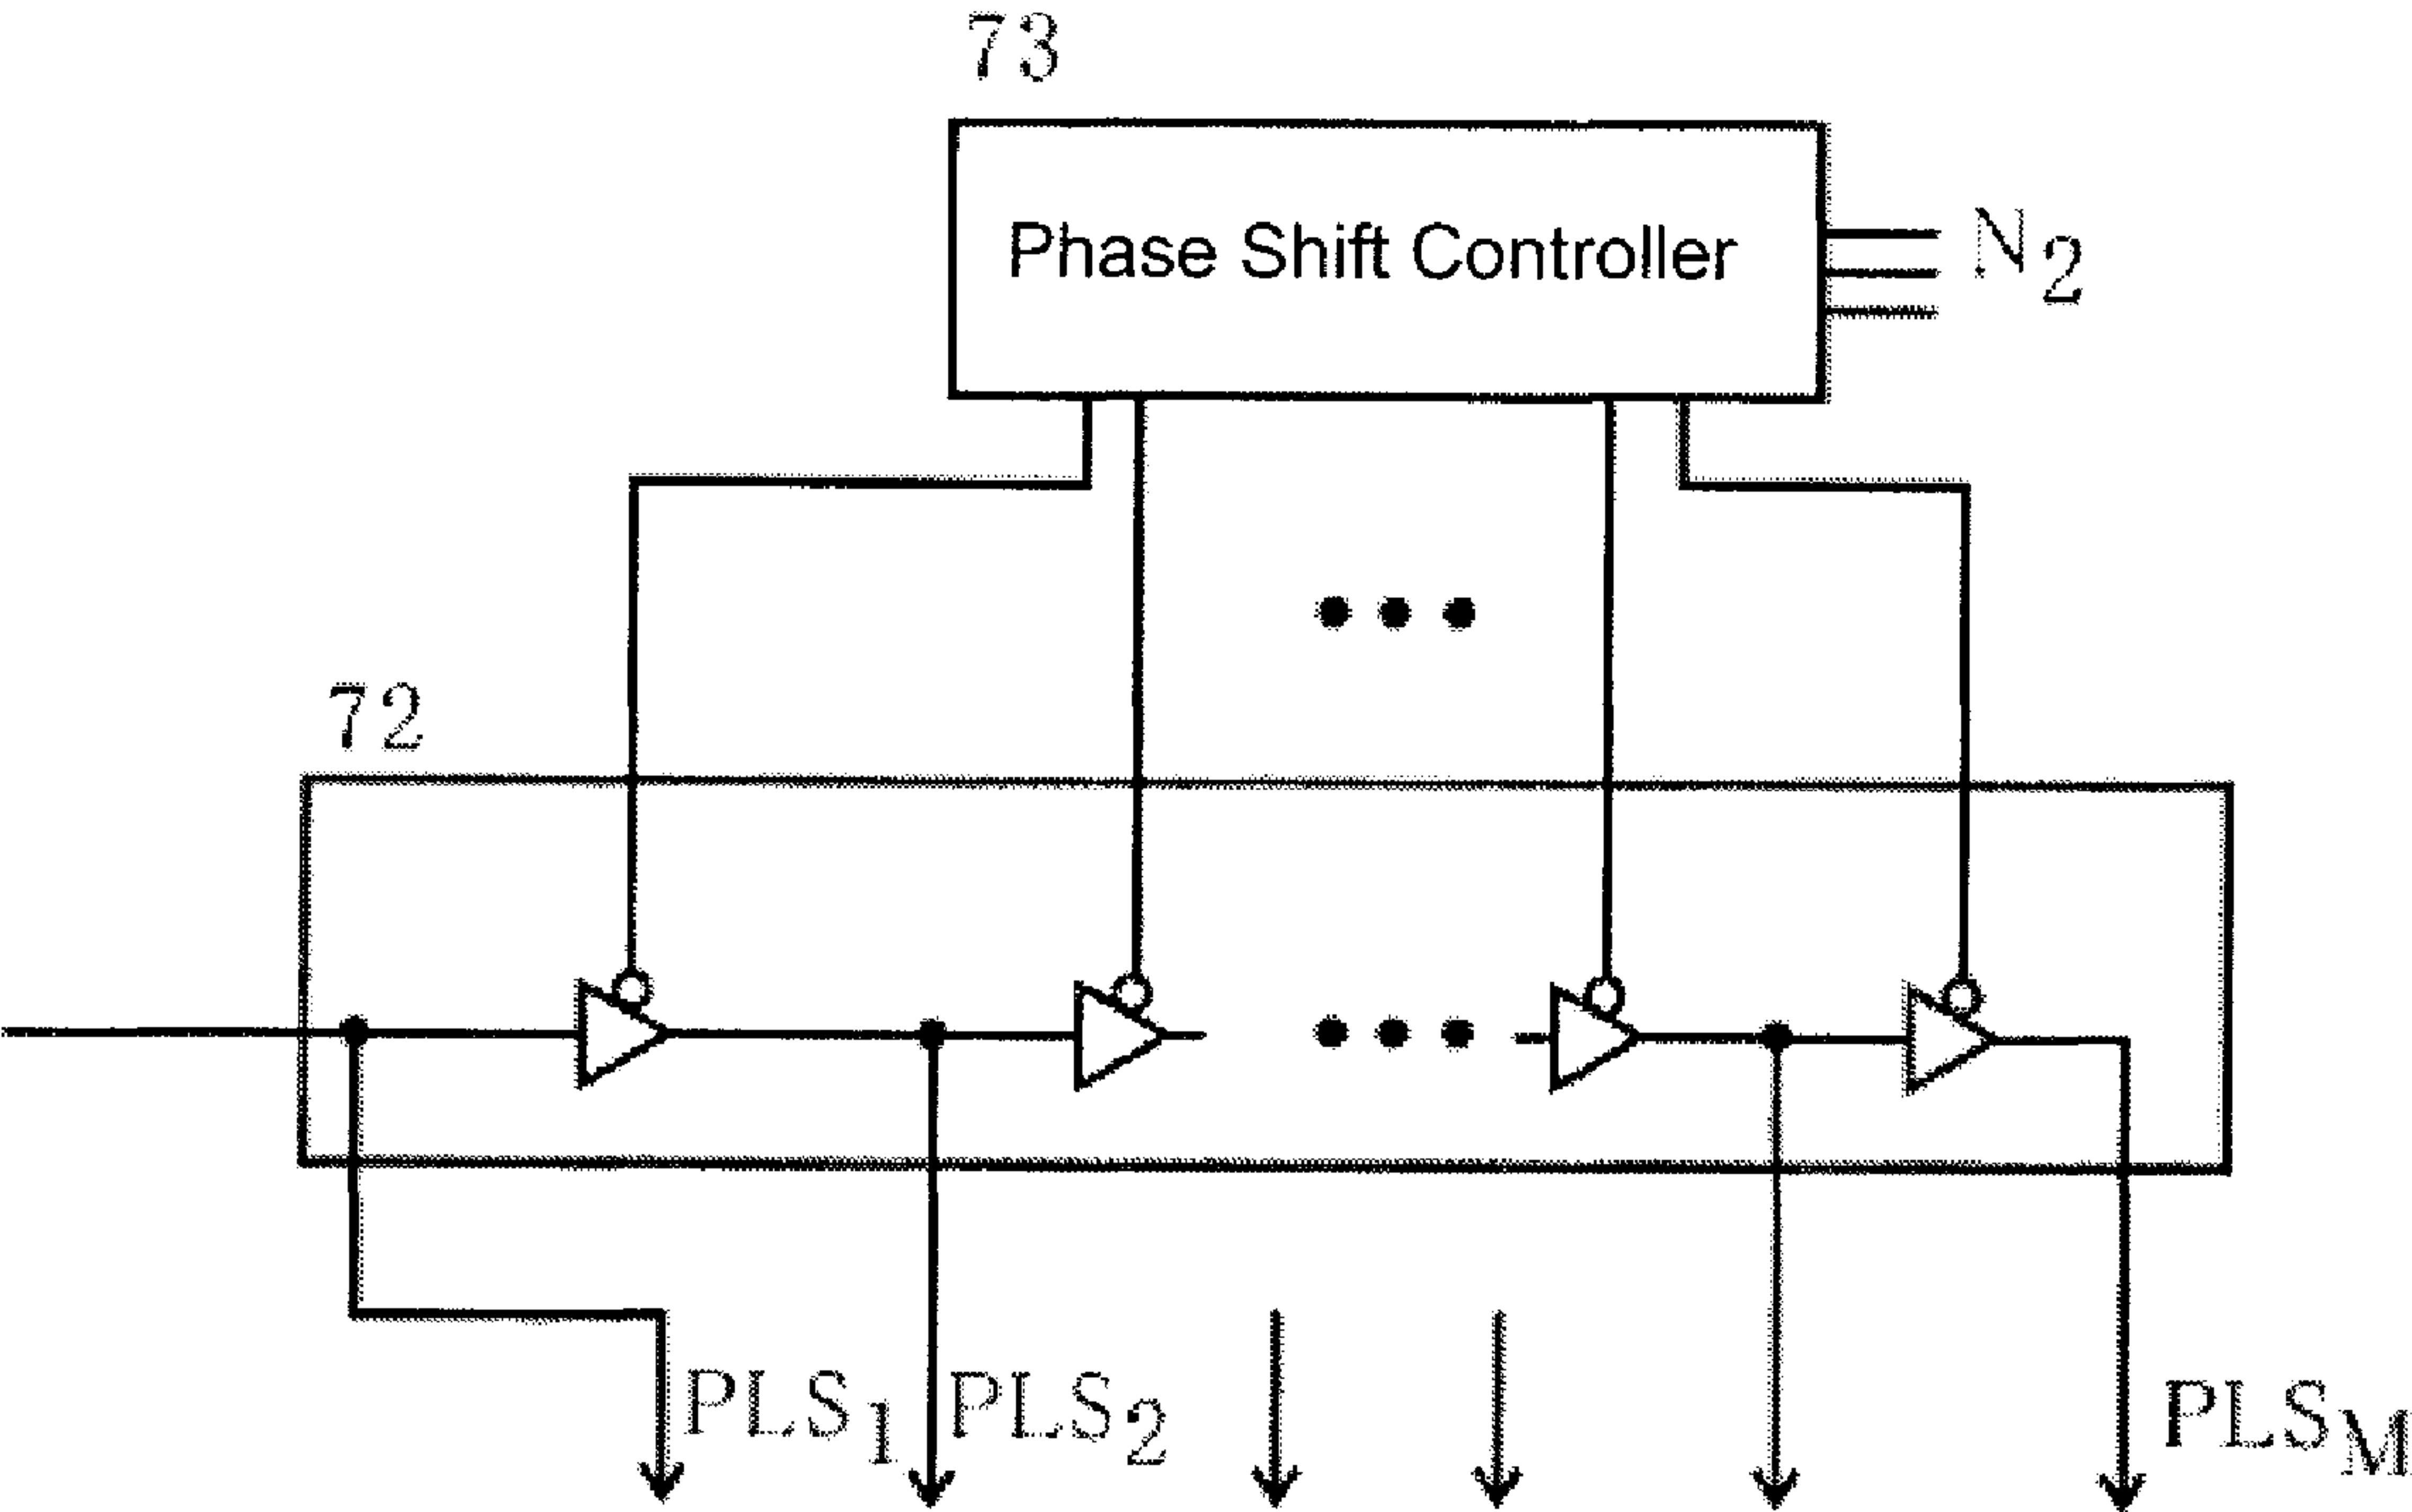 73
Phase Shift Controller
N2
72
PLS1
PLS2
PLSM